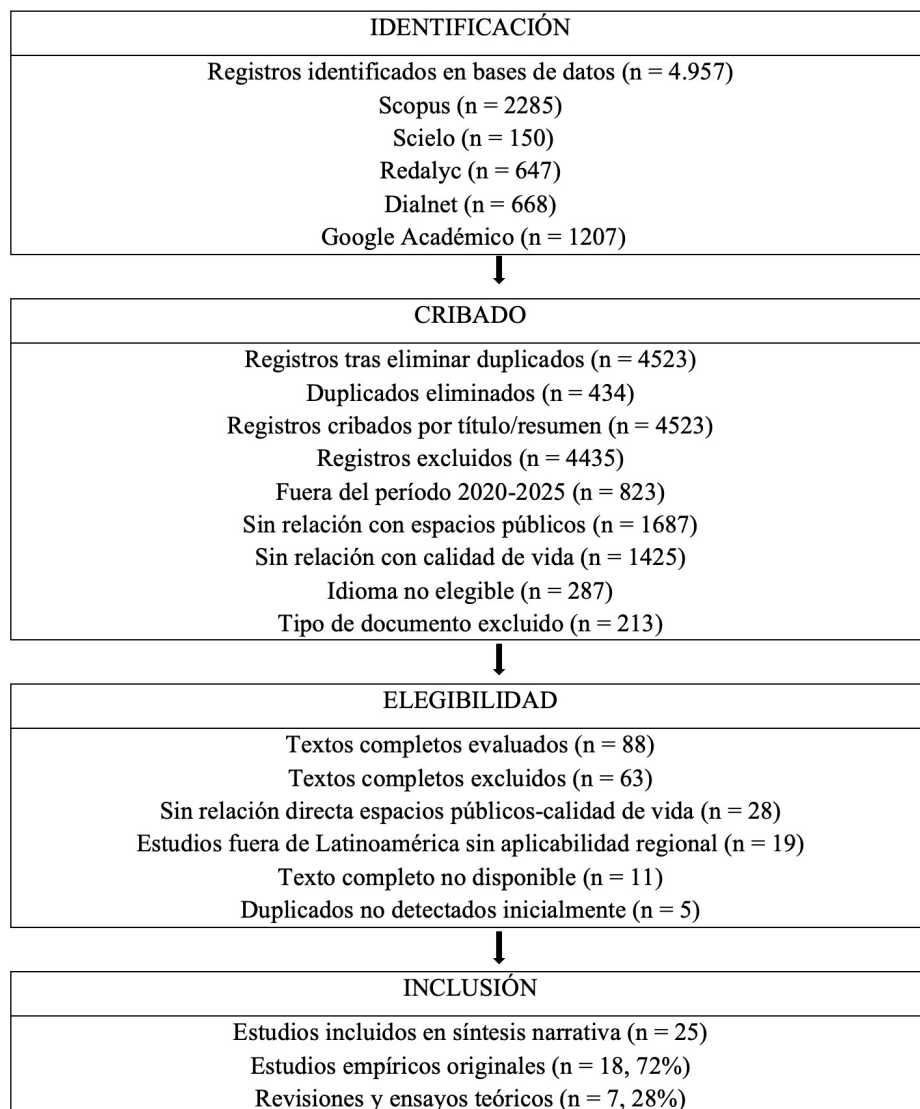 IDENTIFICACIÓN
Registros identificados en bases de datos (n = 4.957)
Scopus (n = 2285)
Scielo (n = 150)
Redalyc (n = 647)
Dialnet (n = 668)
Google Académico (n = 1207)
CRIBADO
Registros tras eliminar duplicados (n = 4523)
Duplicados eliminados (n = 434)
Registros cribados por título/resumen (n = 4523)
Registros excluidos (n = 4435)
Fuera del período 2020-2025 (n = 823)
Sin relación con espacios públicos (n = 1687)
Sin relación con calidad de vida (n = 1425)
Idioma no elegible (n = 287)
Tipo de documento excluido (n = 213)
ELEGIBILIDAD
Textos completos evaluados (n = 88)
Textos completos excluidos (n = 63)
Sin relación directa espacios públicos-calidad de vida (n = 28)
Estudios fuera de Latinoamérica sin aplicabilidad regional (n = 19)
Texto completo no disponible (n = 11)
Duplicados no detectados inicialmente (n = 5)
INCLUSIÓN
Estudios incluidos en síntesis narrativa (n = 25)
Estudios empíricos originales (n = 18, 72%)
Revisiones y ensayos teóricos (n = 7, 28%)